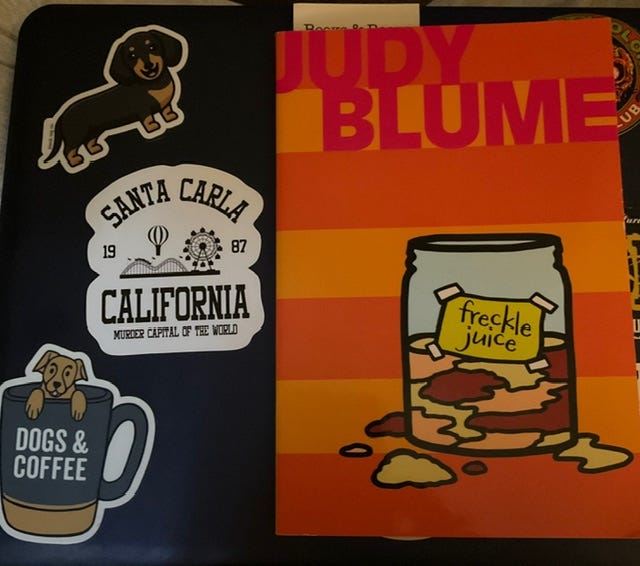 SANTA CARLA
19 87
CALIFORNIA
MURDER CAPITAL OF THE WORLD
DOGS &
COFFEE
JUDY
BLUME
freckle
juice